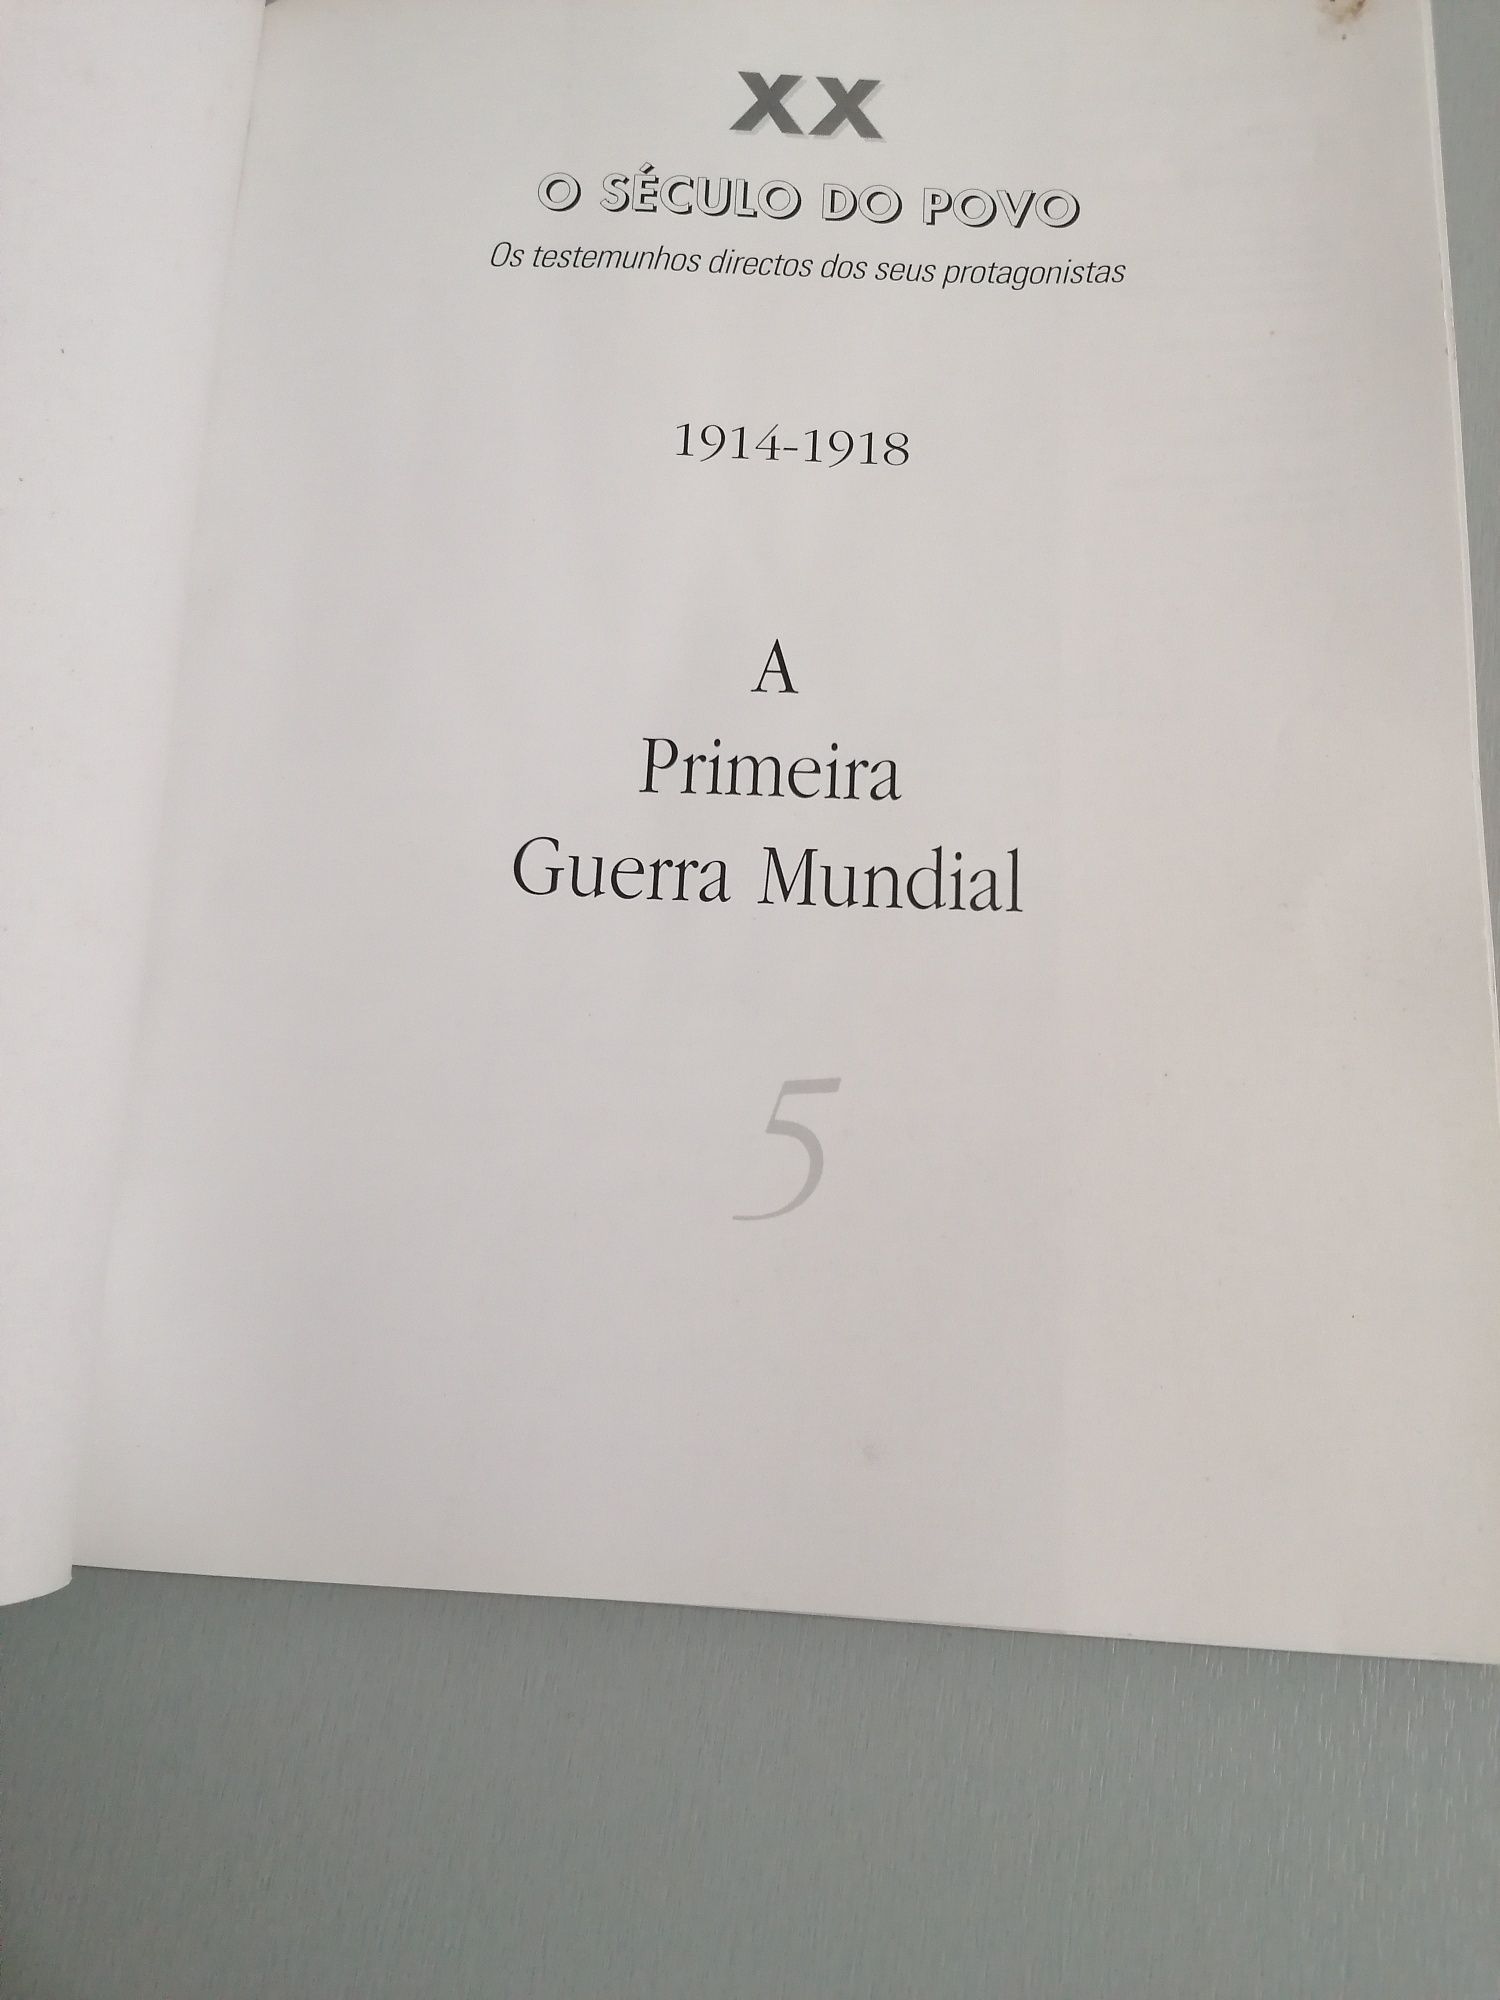 XX
O SÉCULO DO POVO
Os testemunhos directos dos seus protagonistas
1914-1918
A
Primeira
Guerra Mundial
5